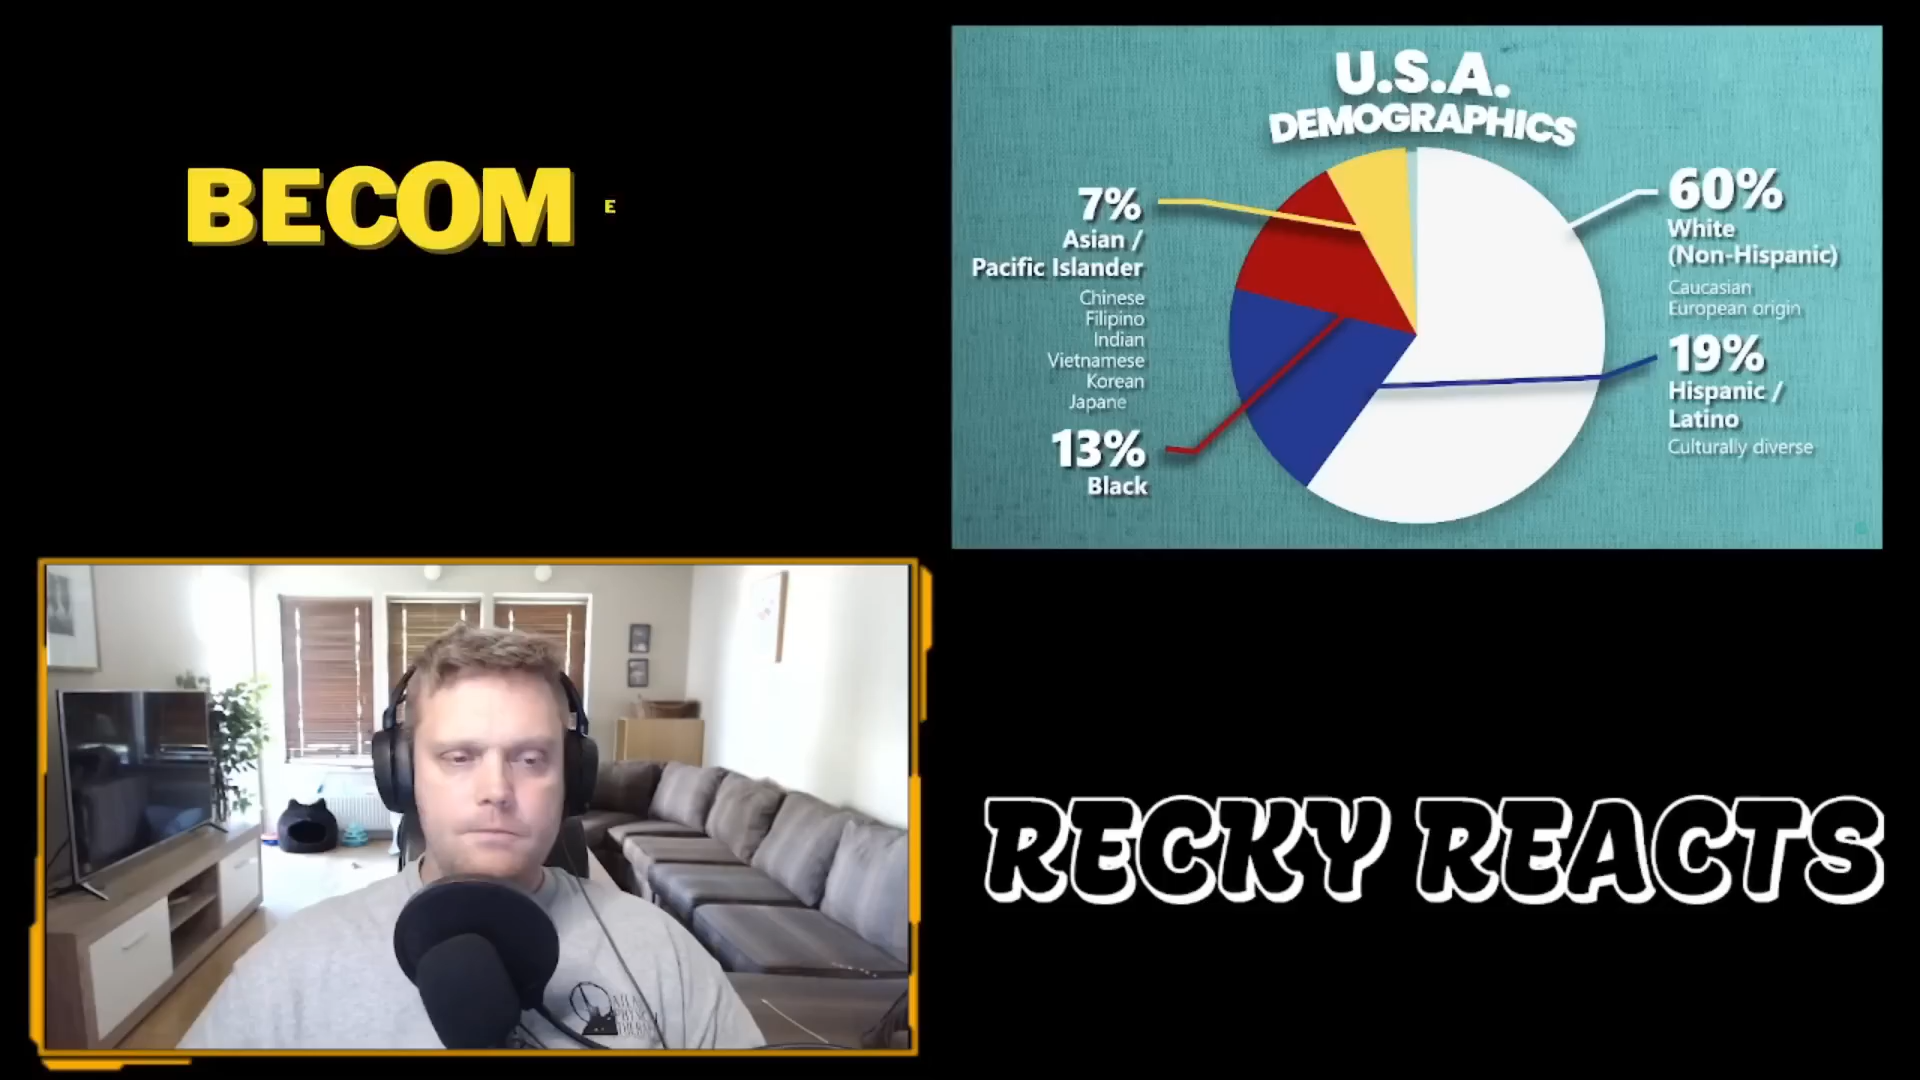 BECOME
U.S.A.
DEMOGRAPHICS
7%
Asian /
Pacific Islander
Chinese
Filipino
Indian
Vietnamese
Korean
Japane
13%
Black
60%
White
(Non-Hispanic)
Caucasian
European origin
19%
Hispanic /
Latino
Culturally diverse
RECKY REACTS